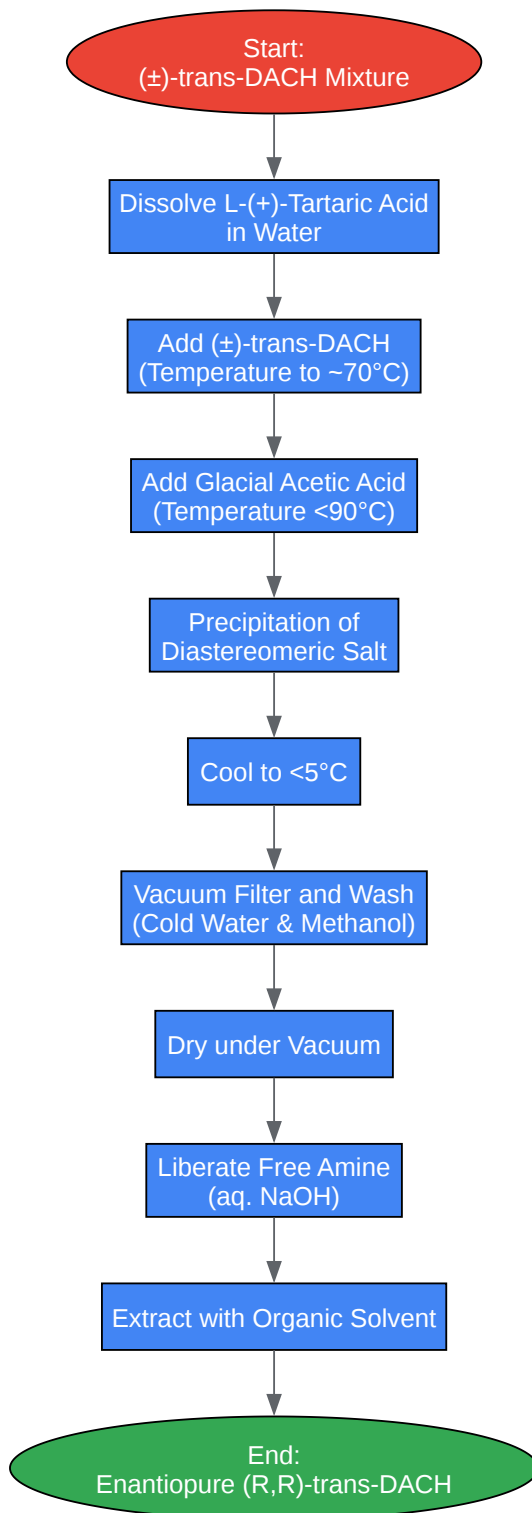 Start:
(±)-trans-DACH Mixture
Dissolve L-(+)-Tartaric Acid
in Water
Add (±)-trans-DACH
(Temperature to ~70°C)
Add Glacial Acetic Acid
(Temperature <90°C)
Precipitation of
Diastereomeric Salt
Cool to <5°C
Vacuum Filter and Wash
(Cold Water & Methanol)
Dry under Vacuum
Liberate Free Amine
(aq. NaOH)
Extract with Organic Solvent
End:
Enantiopure (R,R)-trans-DACH